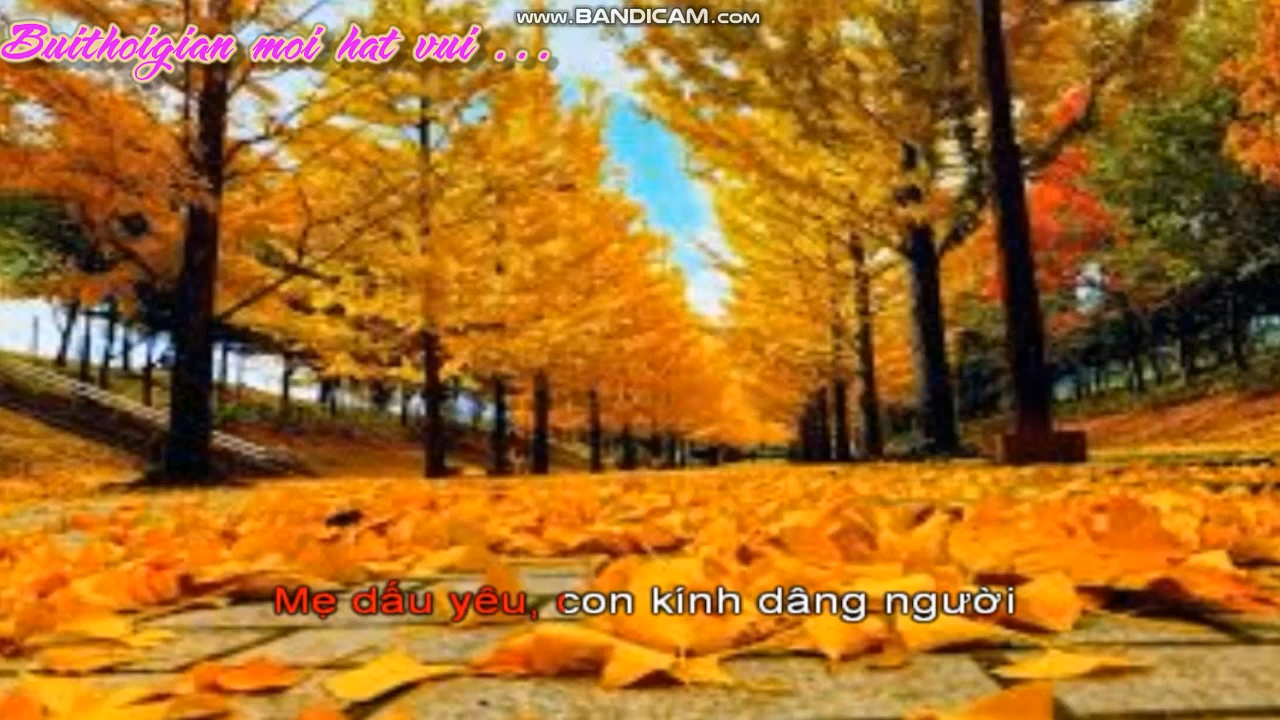 www.BANDICAM.com
Buithoigian moi hat vui ...
Mẹ dấu yêu, con kính dâng người